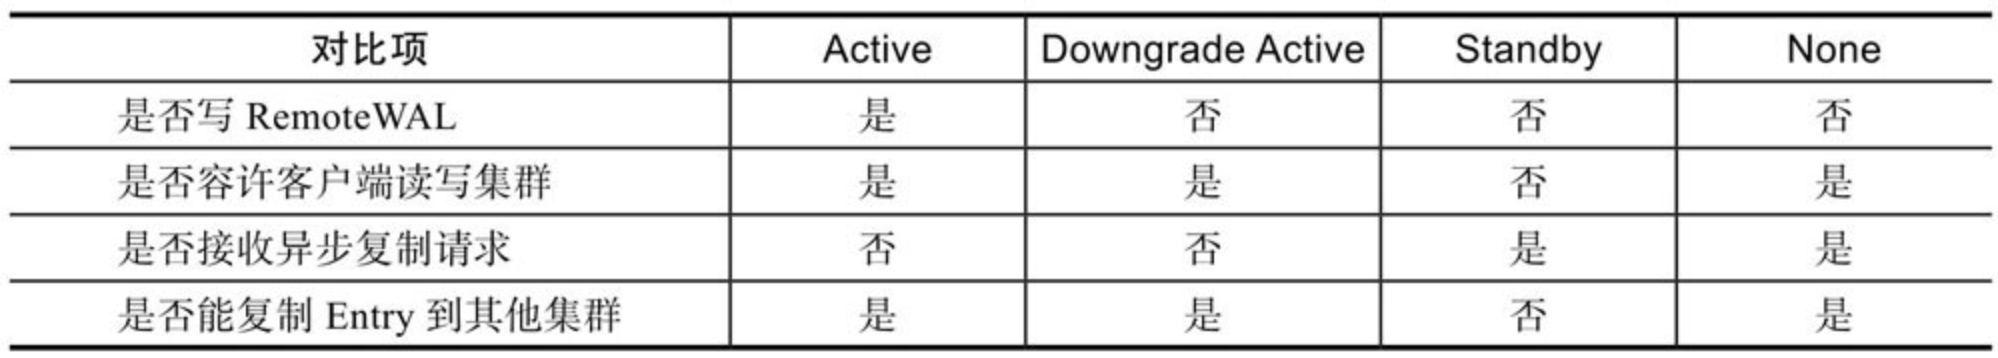 对比项 Active Downgrade Active Standby None
是否写 RemoteWAL 是 否 否 否
是否容许客户端读写集群 是 是 否 是
是否接收异步复制请求 否 否 是 是
是否能复制 Entry 到其他集群 是 是 否 是